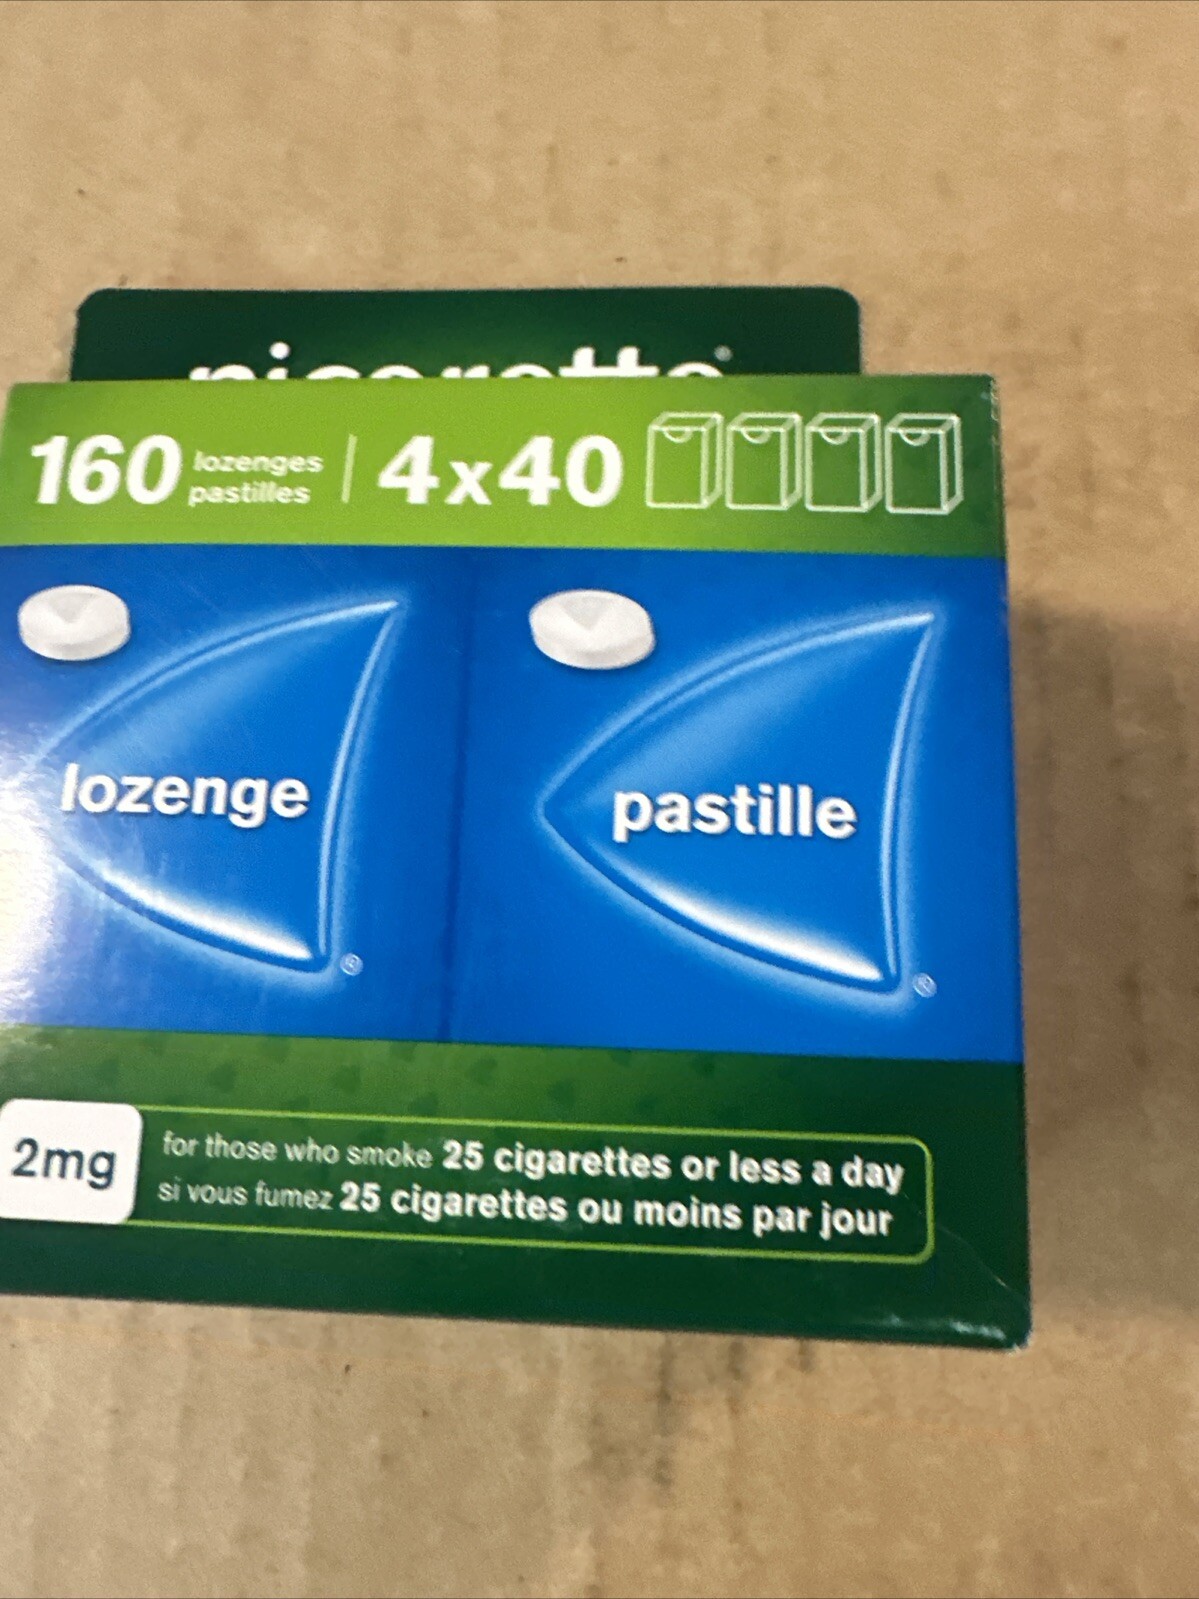 nicorette®
160 lozenges
pastilles
4x40
lozenge
®
pastille
®
2mg
for those who smoke 25 cigarettes or less a day
si vous fumez 25 cigarettes ou moins par jour